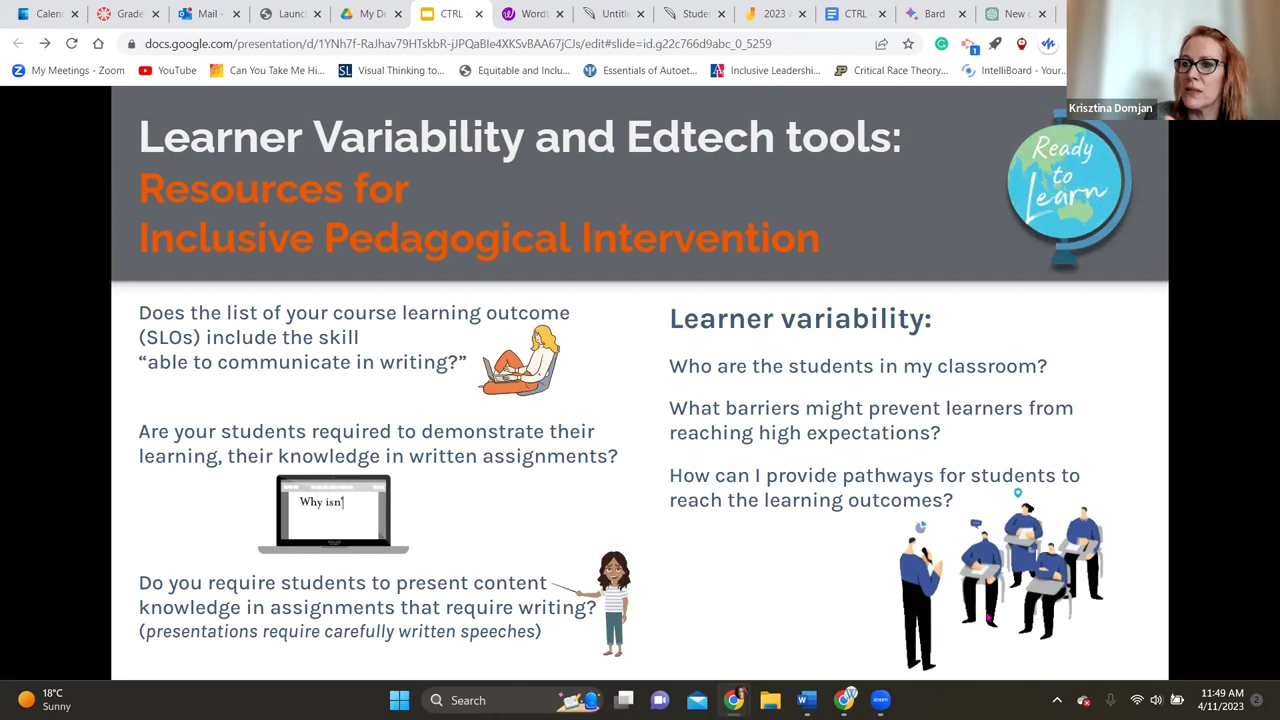 Calenc
Grade
Mail -
Launc
My Dr
CTRL -
Wordt
Untitle
Stude
2023 A
CTRL -
Bard
New c
docs.google.com/presentation/d/1YNh7f-RaJhav79HTskbR-jJPQaBIe4XXSvBAA67jCJs/edit#slide=id.g22c766d9abc_0_5259
My Meetings - Zoom
YouTube
Can You Take Me Hi...
Visual Thinking to...
Equitable and Inclu...
Essentials of Autoet...
Inclusive Leadershi...
Critical Race Theory...
IntelliBoard - Your...
Krisztina Domjan
Learner Variability and Edtech tools:
Resources for
Inclusive Pedagogical Intervention
Ready
to
Learn
Does the list of your course learning outcome
(SLOs) include the skill
“able to communicate in writing?”
Are your students required to demonstrate their
learning, their knowledge in written assignments?
Why isn'
Do you require students to present content
knowledge in assignments that require writing?
(presentations require carefully written speeches)
Learner variability:
Who are the students in my classroom?
What barriers might prevent learners from
reaching high expectations?
How can I provide pathways for students to
reach the learning outcomes?
18°C
Sunny
Search
zoom
11:49 AM
4/11/2023